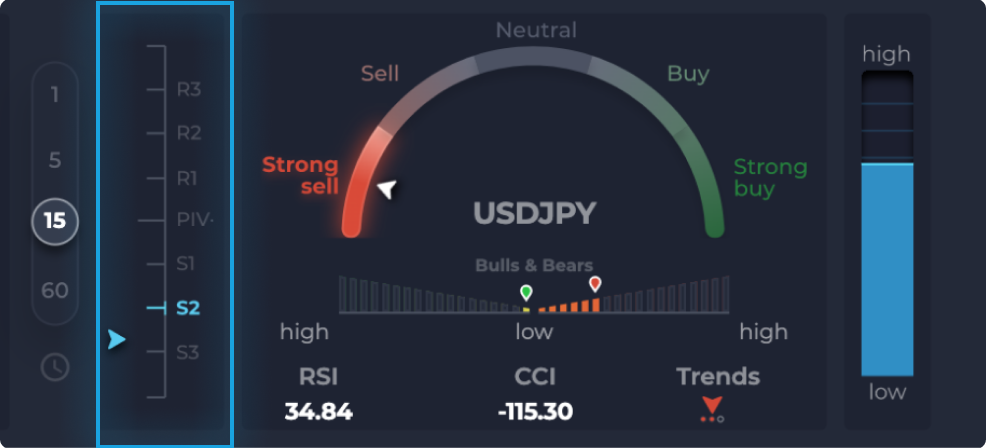 1
5
15
60
R3
R2
R1
PIV·
S1
S2
S3
Neutral
Sell
Buy
Strong
sell
Strong
buy
USDJPY
Bulls & Bears
high
low
high
RSI
CCI
Trends
34.84
-115.30
high
low